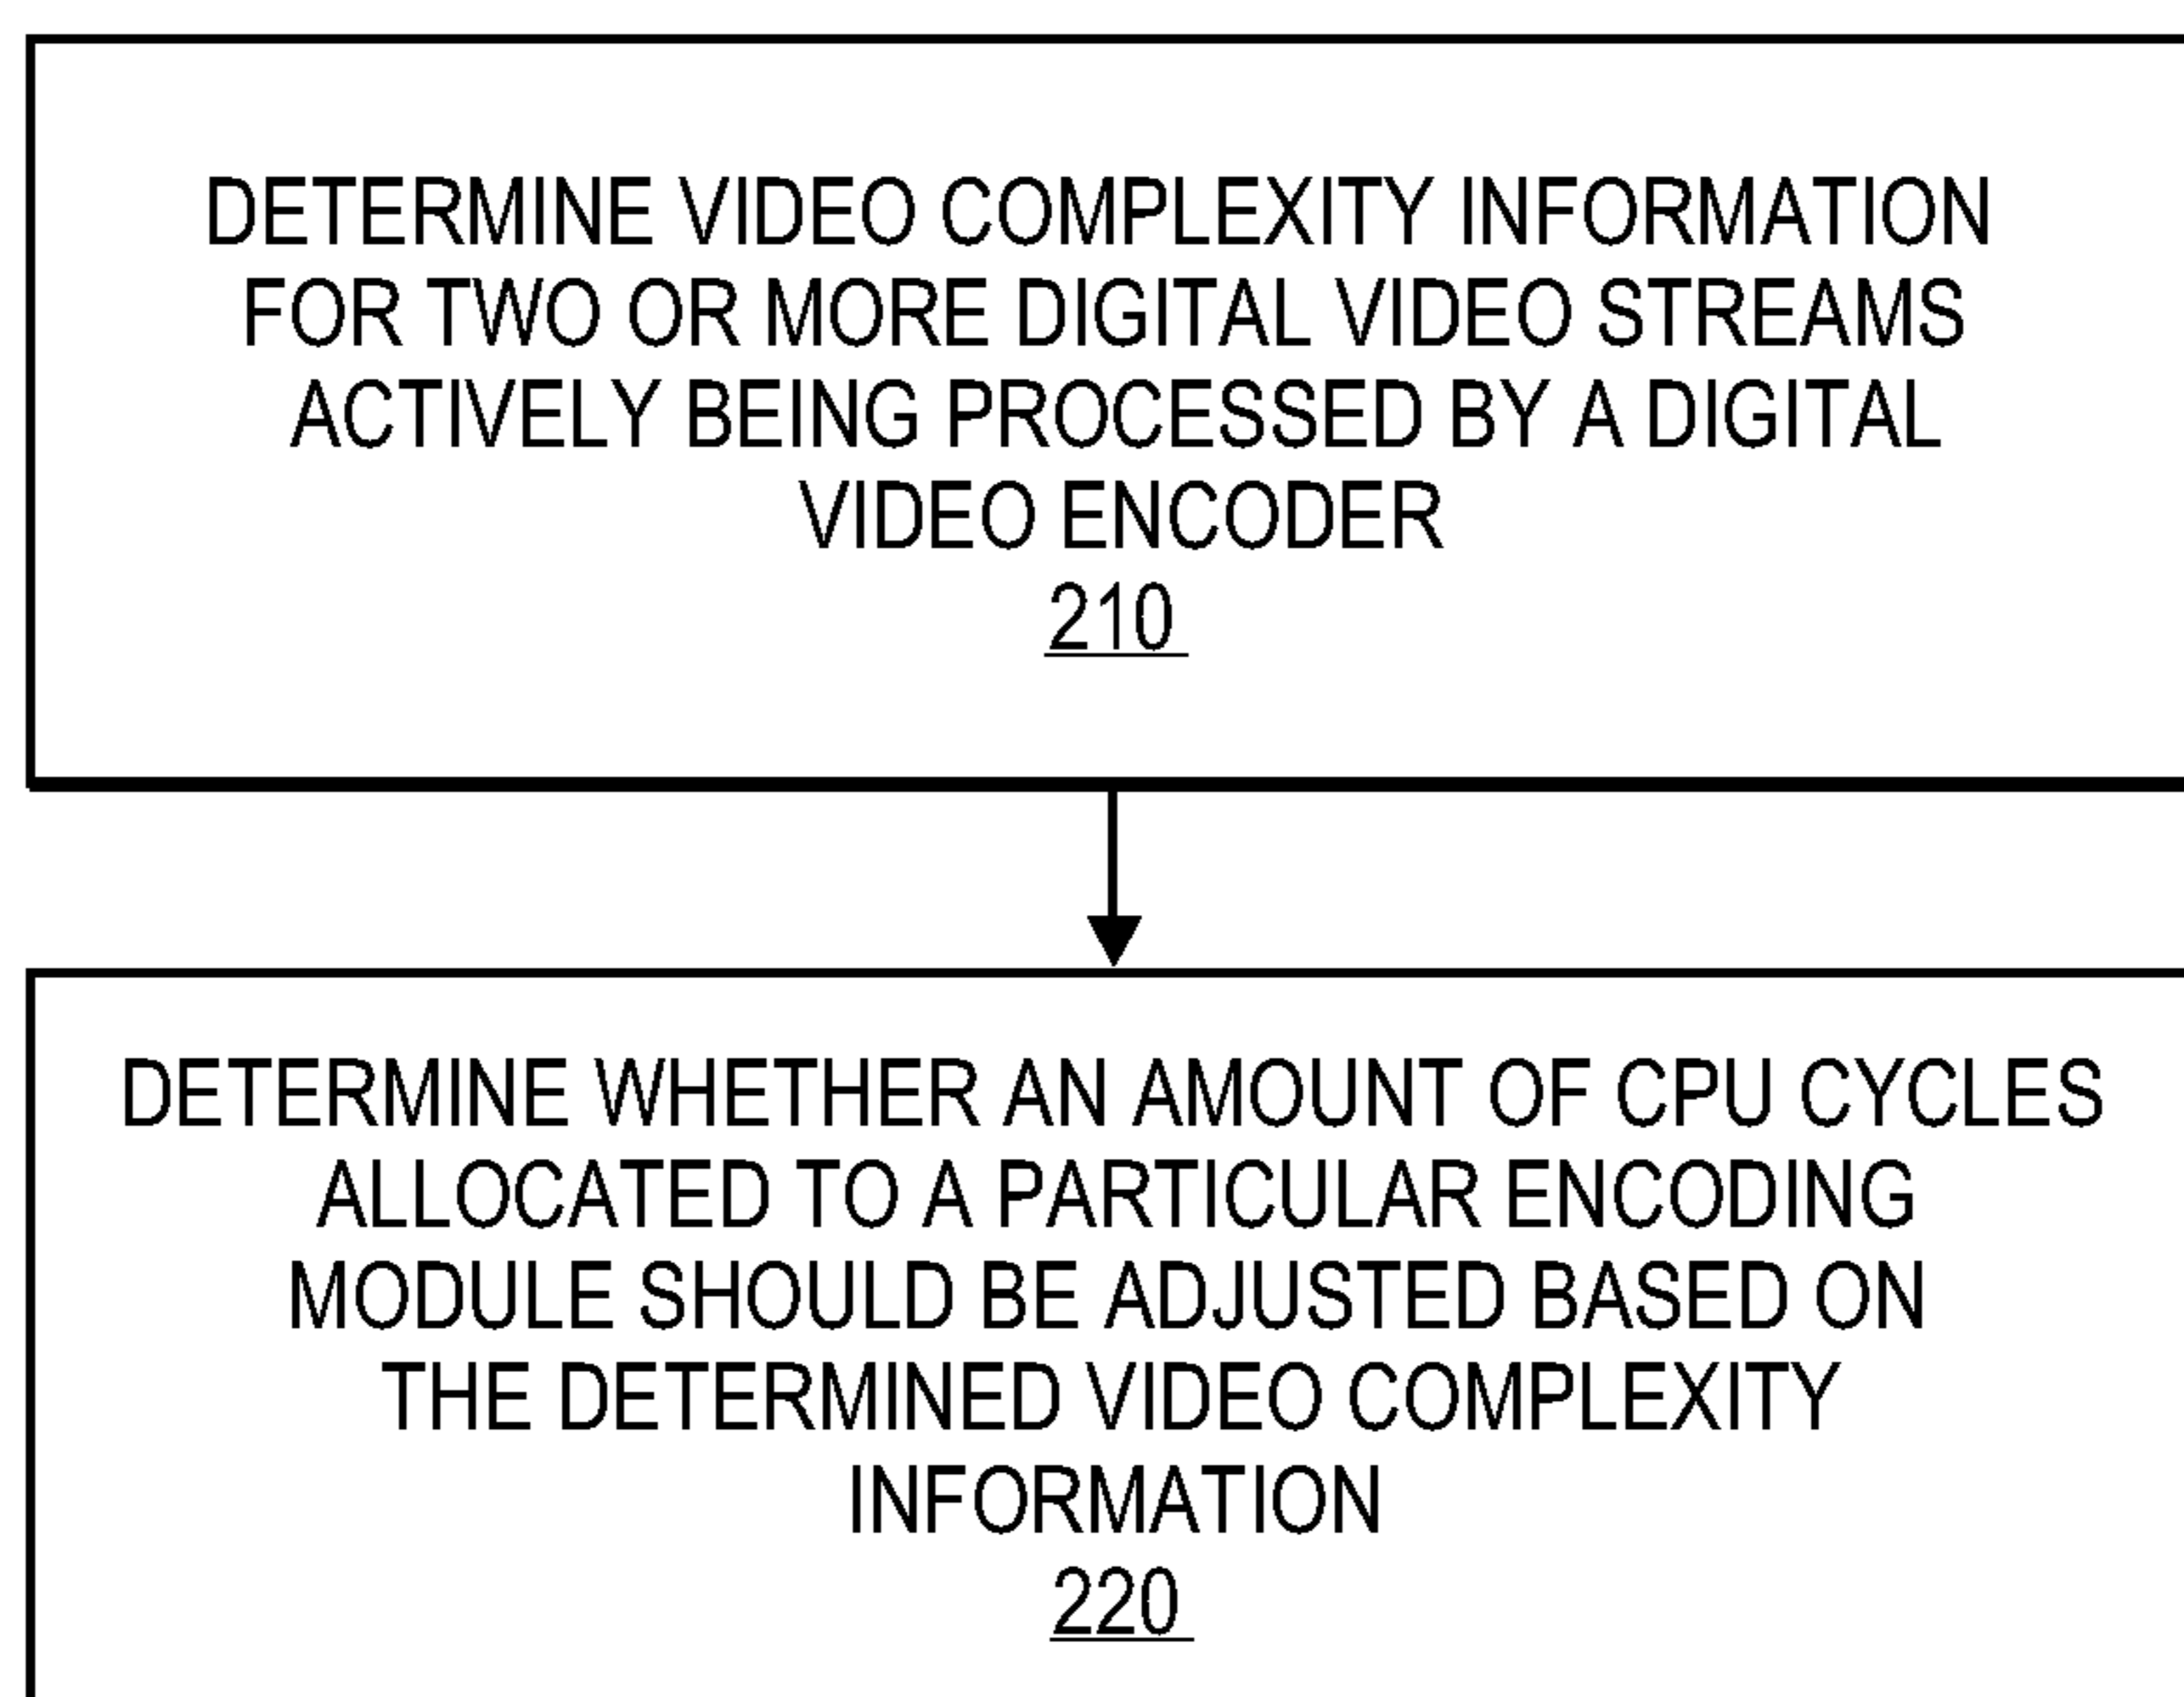 DETERMINE VIDEO COMPLEXITY INFORMATION
FOR TWO OR MORE DIGITAL VIDEO STREAMS
ACTIVELY BEING PROCESSED BY A DIGITAL
VIDEO ENCODER
210
DETERMINE WHETHER AN AMOUNT OF CPU CYCLES
ALLOCATED TO A PARTICULAR ENCODING
MODULE SHOULD BE ADJUSTED BASED ON
THE DETERMINED VIDEO COMPLEXITY
INFORMATION
220